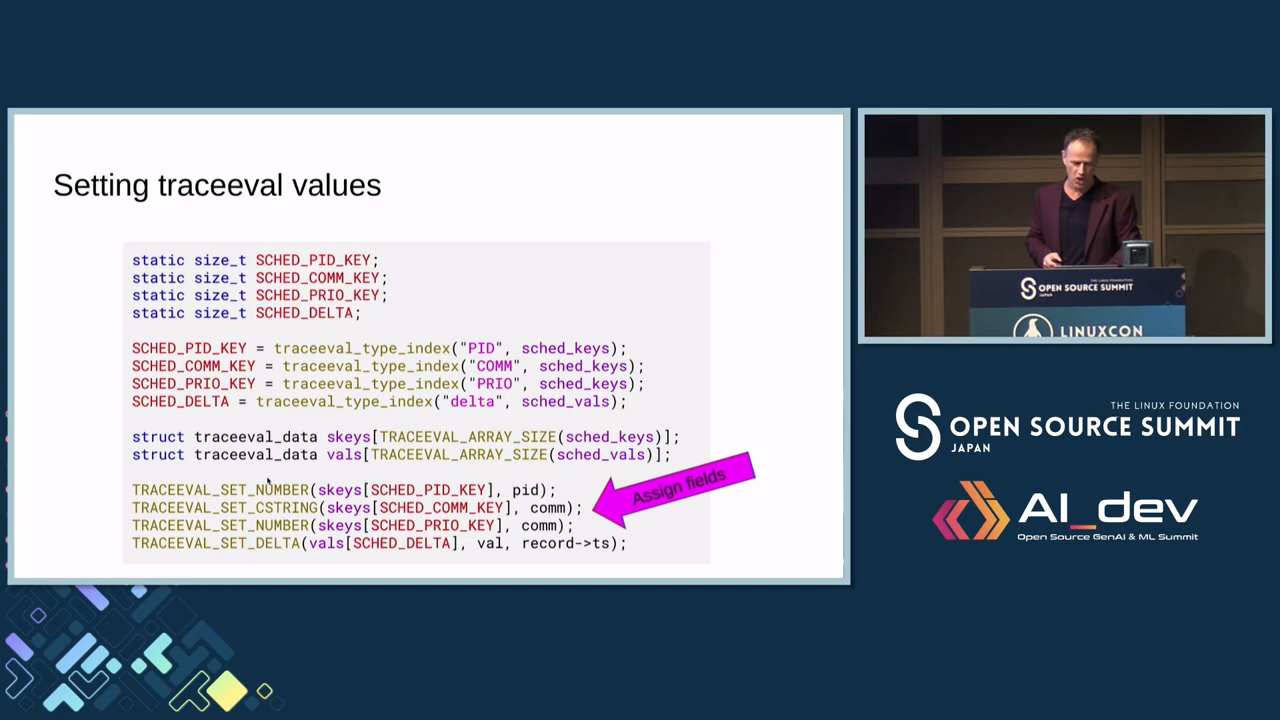 Setting traceeval values
static size_t SCHED_PID_KEY;
static size_t SCHED_COMM_KEY;
static size_t SCHED_PRIO_KEY;
static size_t SCHED_DELTA;
SCHED_PID_KEY = traceeval_type_index("PID", sched_keys);
SCHED_COMM_KEY = traceeval_type_index("COMM", sched_keys);
SCHED_PRIO_KEY = traceeval_type_index("PRIO", sched_keys);
SCHED_DELTA = traceeval_type_index("delta", sched_vals);
struct traceeval_data skeys[TRACEEVAL_ARRAY_SIZE(sched_keys)];
struct traceeval_data vals[TRACEEVAL_ARRAY_SIZE(sched_vals)];
TRACEEVAL_SET_NUMBER(skeys[SCHED_PID_KEY], pid);
TRACEEVAL_SET_CSTRING(skeys[SCHED_COMM_KEY], comm);
TRACEEVAL_SET_NUMBER(skeys[SCHED_PRIO_KEY], comm);
TRACEEVAL_SET_DELTA(vals[SCHED_DELTA], val, record->ts);
Assign fields
THE LINUX FOUNDATION
OPEN SOURCE SUMMIT
JAPAN
LINUXCON
THE LINUX FOUNDATION
OPEN SOURCE SUMMIT
JAPAN
AI_dev
Open Source GenAI & ML Summit